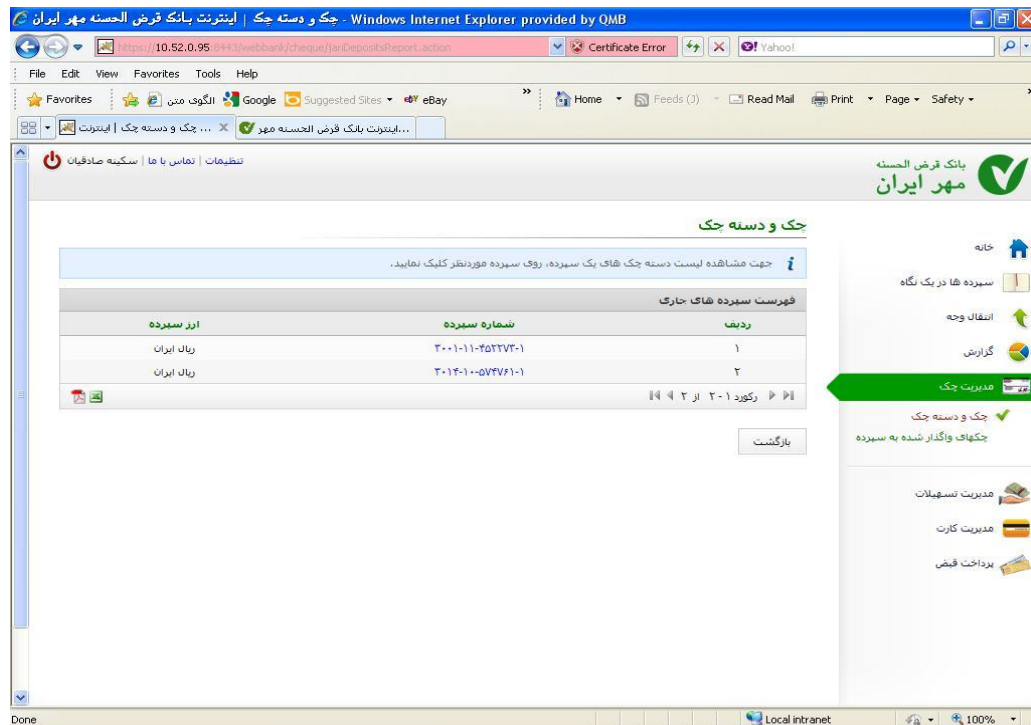 چک و دسته چک | اینترنت بانک قرض الحسنه مهر ایران - Windows Internet Explorer provided by QMB
https://10.52.0.95:8443/webbank/cheque/jariDepositsReport.action
Certificate Error
Yahoo!
File Edit View Favorites Tools Help
Favorites الگوی متن Google Suggested Sites eBay »
Home Feeds (J) Read Mail Print Page Safety
چک و دسته چک | اینترنت ...
اینترنت بانک قرض الحسنه مهر...
تنظیمات | تماس با ما | سکینه صادقیان
بانک قرض الحسنه
مهر ایران
خانه
سپرده ها در یک نگاه
انتقال وجه
گزارش
مدیریت چک
چک و دسته چک
چکهای واگذار شده به سپرده
مدیریت تسهیلات
مدیریت کارت
پرداخت قبض
چک و دسته چک
جهت مشاهده لیست دسته چک های یک سپرده، روی سپرده موردنظر کلیک نمایید.
فهرست سپرده های جاری
ردیف شماره سپرده ارز سپرده
۱ ۳۰۰۱-۱۱-۴۵۲۲۷۳-۱ ریال ایران
۲ ۳۰۱۴-۱۰-۵۷۴۷۶۱-۱ ریال ایران
رکورد ۱ - ۲ از ۲
بازگشت
Done
Local intranet
100%